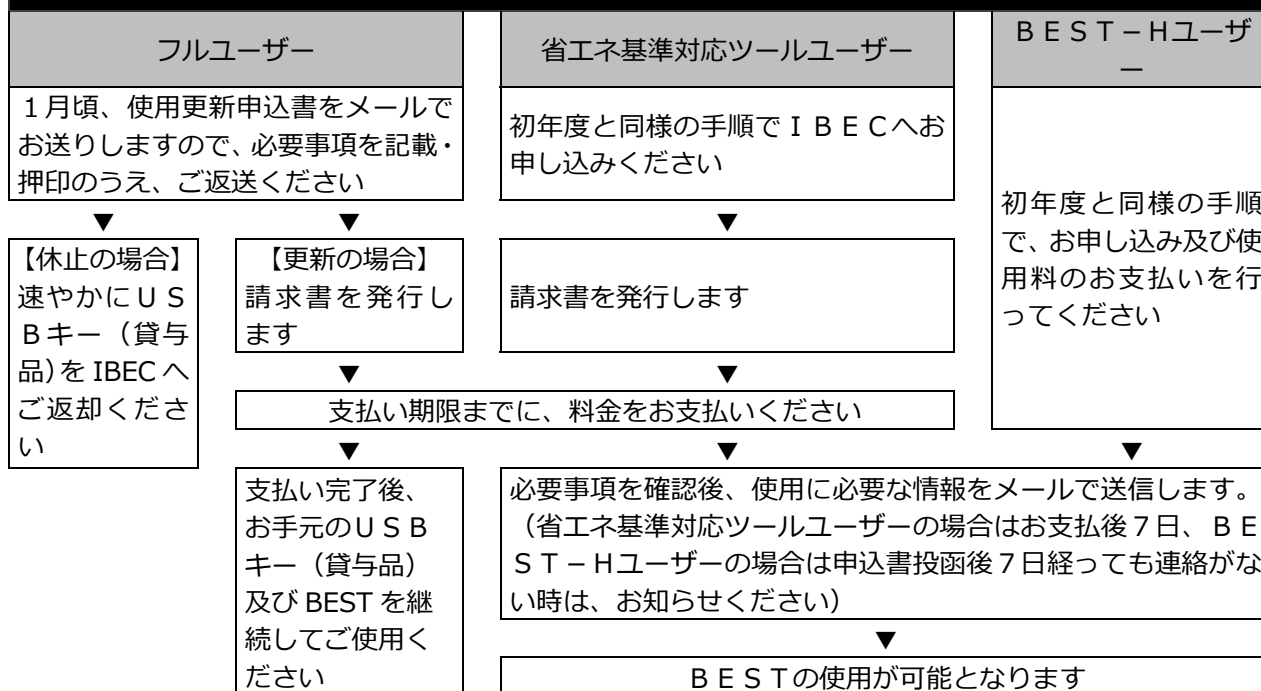 フルユーザー
省エネ基準対応ツールユーザー
ＢＥＳＴ－Ｈユーザ
ー
１月頃、使用更新申込書をメールで
お送りしますので、必要事項を記載・
押印のうえ、ご返送ください
初年度と同様の手順でＩＢＥＣへお
申し込みください
初年度と同様の手順
で、お申し込み及び使
用料のお支払いを行
ってください
▼
▼
▼
【休止の場合】
速やかにＵＳ
Ｂキー（貸与
品）を IBEC へ
ご返却くださ
い
【更新の場合】
請求書を発行し
ます
請求書を発行します
▼
▼
支払い期限までに、料金をお支払いください
▼
▼
▼
支払い完了後、
お手元のＵＳＢ
キー（貸与品）
及び BEST を継
続してご使用く
ださい
必要事項を確認後、使用に必要な情報をメールで送信します。
（省エネ基準対応ツールユーザーの場合はお支払後７日、ＢＥ
ＳＴ－Ｈユーザーの場合は申込書投函後７日経っても連絡がな
い時は、お知らせください）
▼
ＢＥＳＴの使用が可能となります